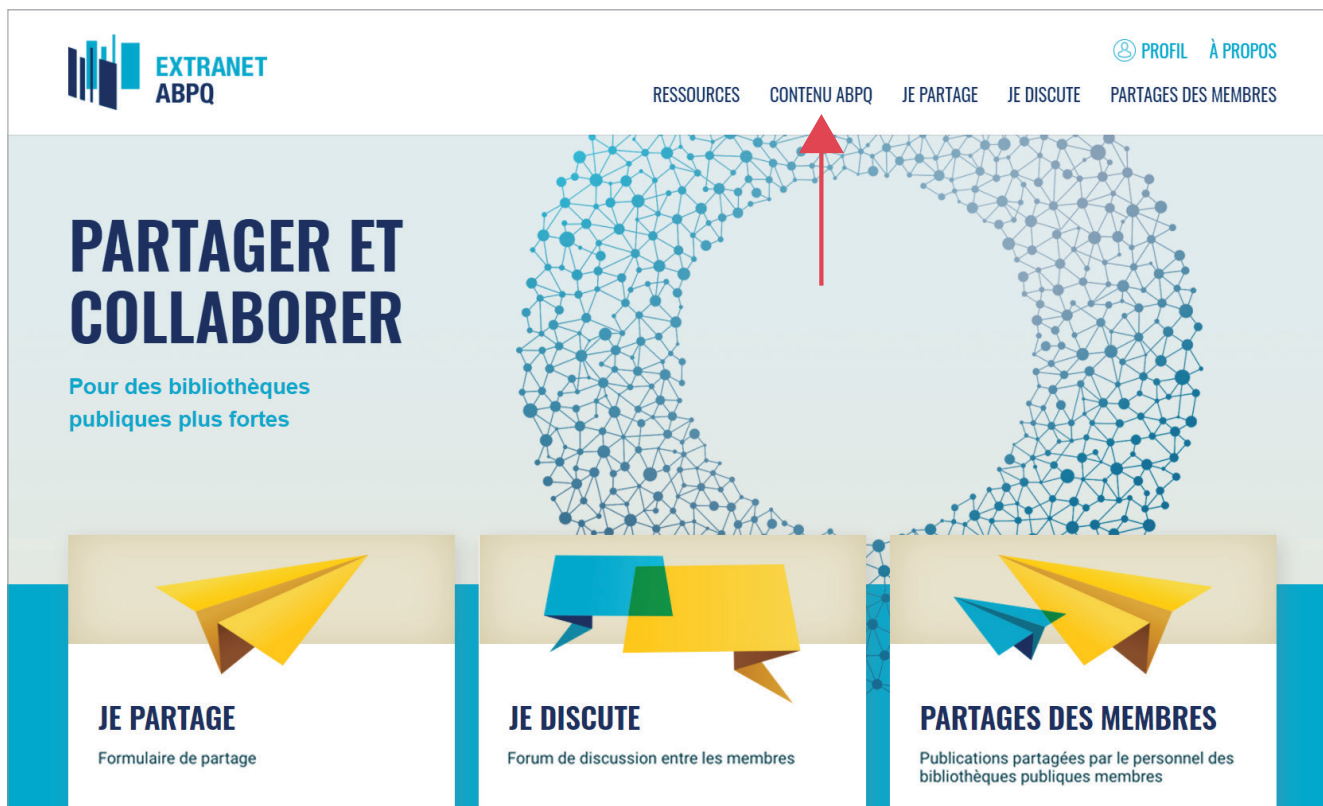 EXTRANET
ABPQ
PROFIL À PROPOS
RESSOURCES CONTENU ABPQ JE PARTAGE JE DISCUTE PARTAGES DES MEMBRES
PARTAGER ET
COLLABORER
Pour des bibliothèques
publiques plus fortes
JE PARTAGE
Formulaire de partage
JE DISCUTE
Forum de discussion entre les membres
PARTAGES DES MEMBRES
Publications partagées par le personnel des
bibliothèques publiques membres